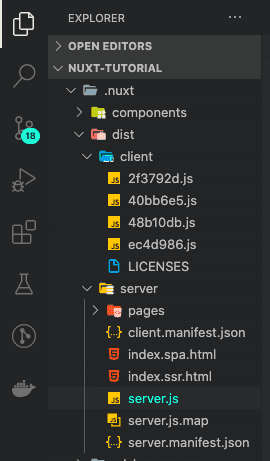 EXPLORER
OPEN EDITORS
NUXT-TUTORIAL
.nuxt
components
dist
client
2f3792d.js
40bb6e5.js
18
48b10db.js
ec4d986.js
LICENSES
server
pages
client.manifest.json
index.spa.html
index.ssr.html
server.js
server.js.map
server.manifest.json